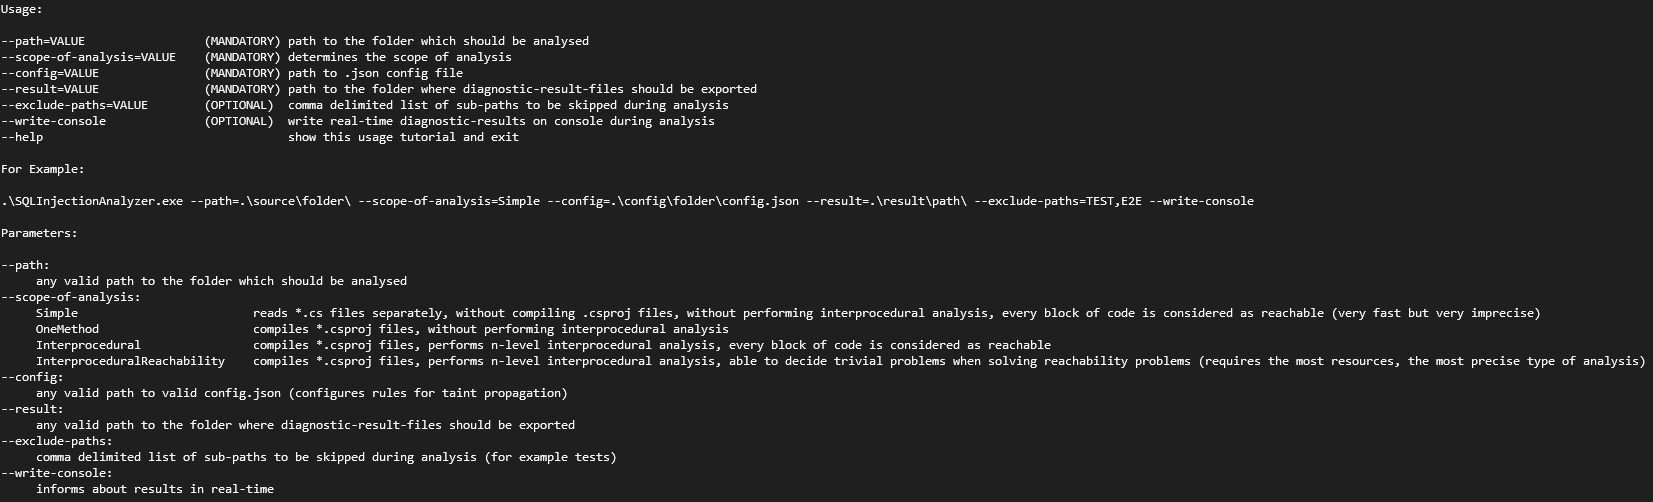 Usage:
--path=VALUE (MANDATORY) path to the folder which should be analysed
--scope-of-analysis=VALUE (MANDATORY) determines the scope of analysis
--config=VALUE (MANDATORY) path to .json config file
--result=VALUE (MANDATORY) path to the folder where diagnostic-result-files should be exported
--exclude-paths=VALUE (OPTIONAL) comma delimited list of sub-paths to be skipped during analysis
--write-console (OPTIONAL) write real-time diagnostic-results on console during analysis
--help show this usage tutorial and exit
For Example:
.\SQLInjectionAnalyzer.exe --path=.\source\folder\ --scope-of-analysis=Simple --config=.\config\folder\config.json --result=.\result\path\ --exclude-paths=TEST,E2E --write-console
Parameters:
--path:
any valid path to the folder which should be analysed
--scope-of-analysis:
Simple reads *.cs files separately, without compiling .csproj files, without performing interprocedural analysis, every block of code is considered as reachable (very fast but very imprecise)
OneMethod compiles *.csproj files, without performing interprocedural analysis
Interprocedural compiles *.csproj files, performs n-level interprocedural analysis, every block of code is considered as reachable
InterproceduralReachability compiles *.csproj files, performs n-level interprocedural analysis, able to decide trivial problems when solving reachability problems (requires the most resources, the most precise type of analysis)
--config:
any valid path to valid config.json (configures rules for taint propagation)
--result:
any valid path to the folder where diagnostic-result-files should be exported
--exclude-paths:
comma delimited list of sub-paths to be skipped during analysis (for example tests)
--write-console:
informs about results in real-time